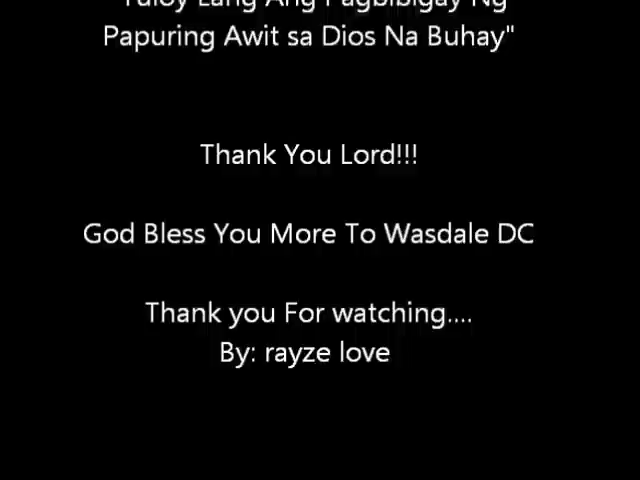 "Tuloy Lang Ang Pagbibigay Ng
Papuring Awit sa Dios Na Buhay"
Thank You Lord!!!
God Bless You More To Wasdale DC
Thank you For watching....
By: rayze love